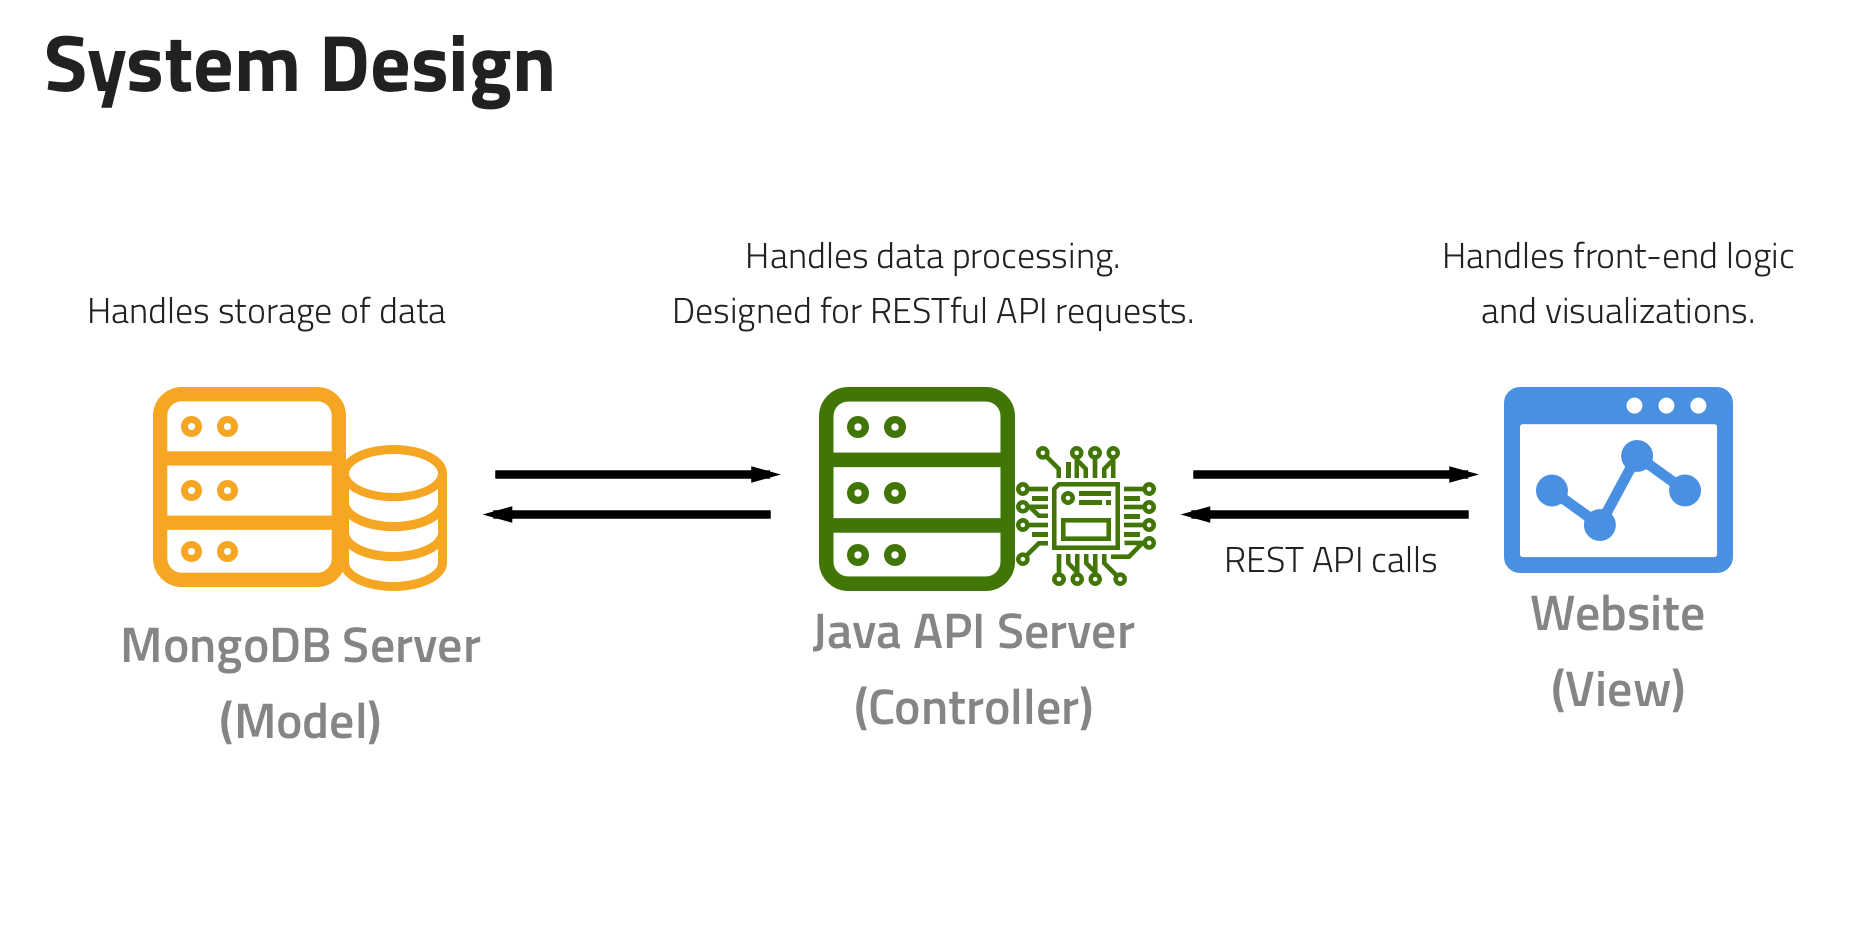 System Design
Handles storage of data
Handles data processing.
Designed for RESTful API requests.
Handles front-end logic
and visualizations.
REST API calls
MongoDB Server
(Model)
Java API Server
(Controller)
Website
(View)